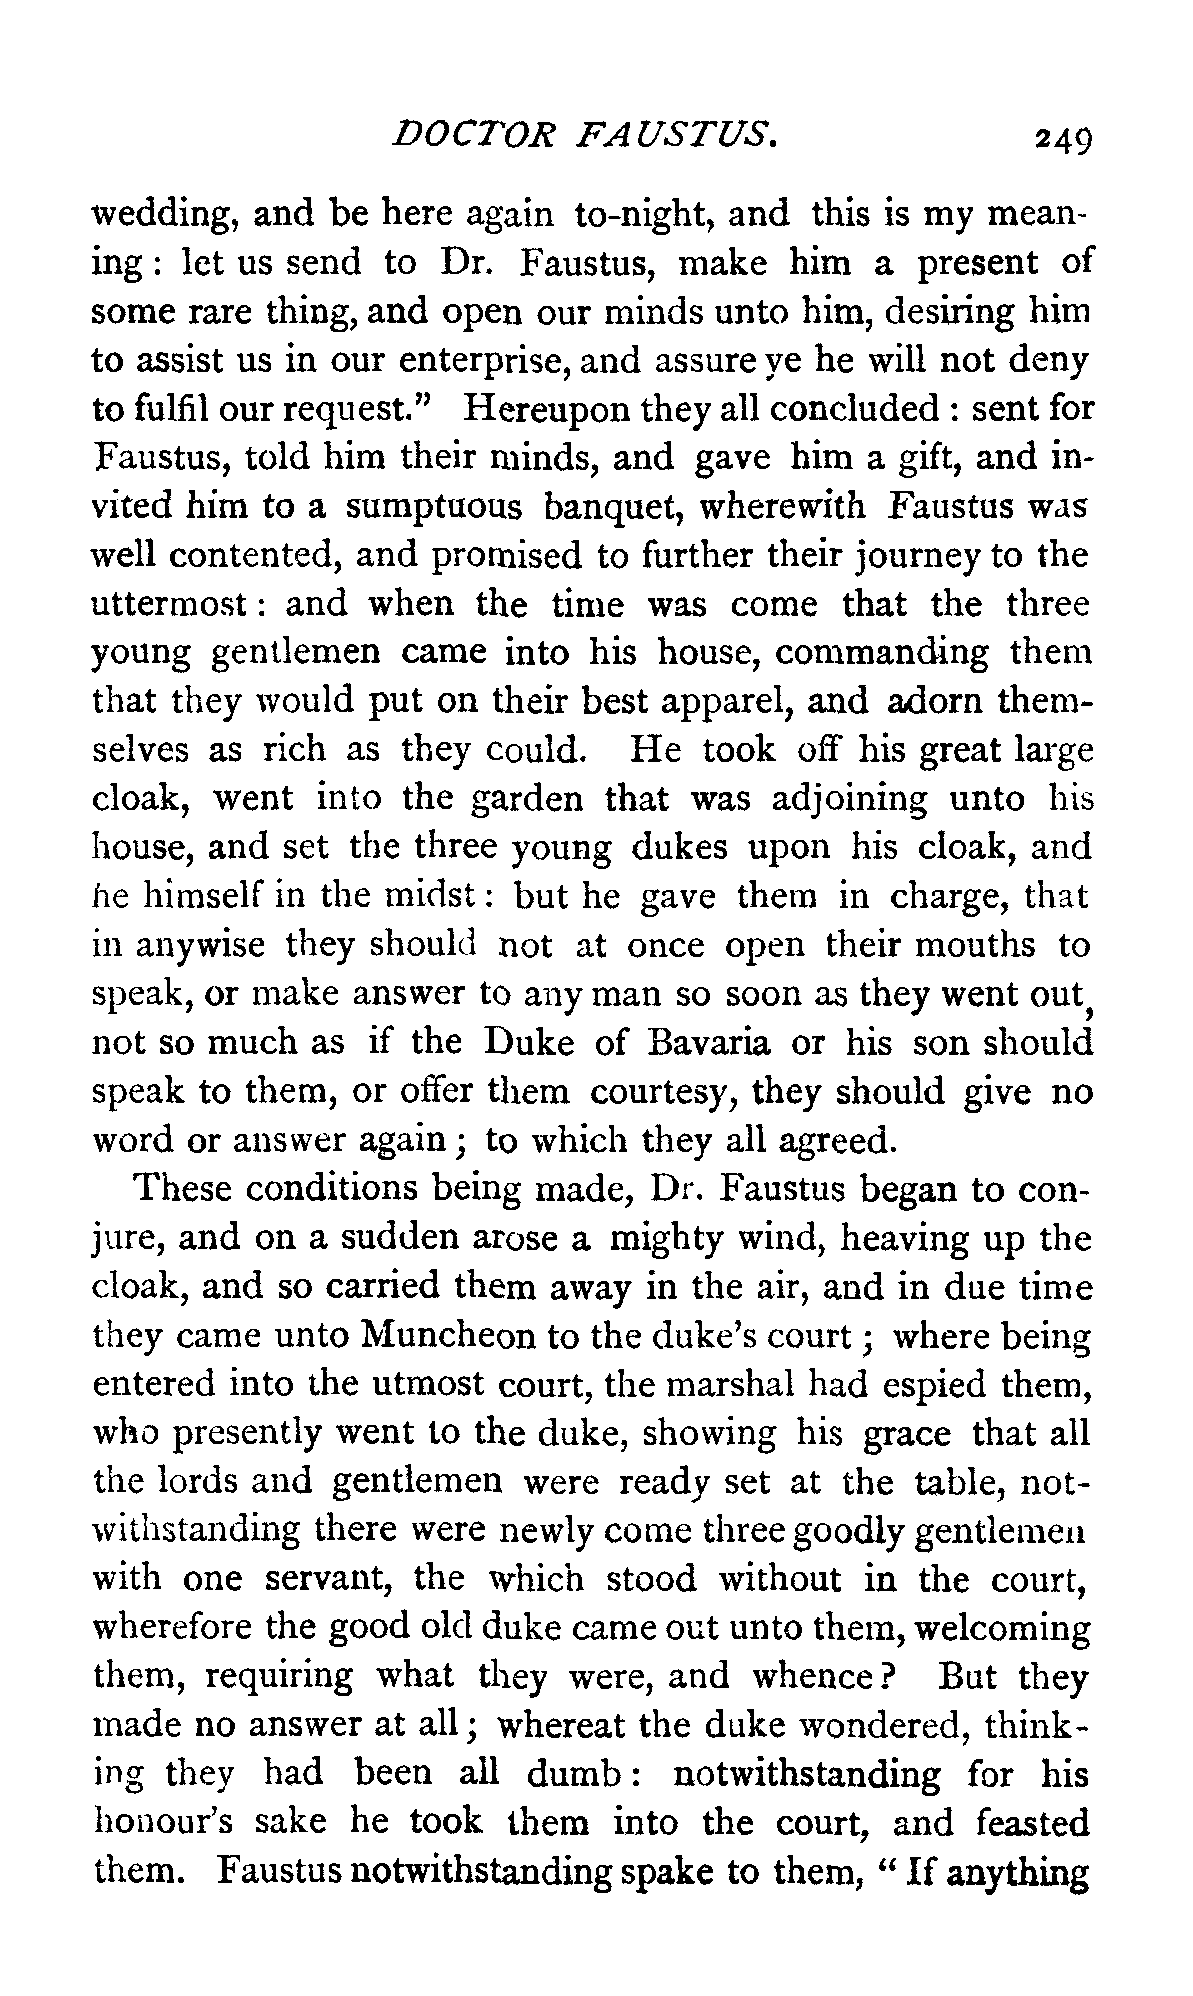 DOCTOR FAUSTUS. 249
wedding, and be here again to-night, and this is my mean-
ing : let us send to Dr. Faustus, make him a present of
some rare thing, and open our minds unto him, desiring him
to assist us in our enterprise, and assure ye he will not deny
to fulfil our request.” Hereupon they all concluded : sent for
Faustus, told him their minds, and gave him a gift, and in-
vited him to a sumptuous banquet, wherewith Faustus was
well contented, and promised to further their journey to the
uttermost : and when the time was come that the three
young gentlemen came into his house, commanding them
that they would put on their best apparel, and adorn them-
selves as rich as they could. He took off his great large
cloak, went into the garden that was adjoining unto his
house, and set the three young dukes upon his cloak, and
he himself in the midst : but he gave them in charge, that
in anywise they should not at once open their mouths to
speak, or make answer to any man so soon as they went out,
not so much as if the Duke of Bavaria or his son should
speak to them, or offer them courtesy, they should give no
word or answer again ; to which they all agreed.
These conditions being made, Dr. Faustus began to con-
jure, and on a sudden arose a mighty wind, heaving up the
cloak, and so carried them away in the air, and in due time
they came unto Muncheon to the duke’s court ; where being
entered into the utmost court, the marshal had espied them,
who presently went to the duke, showing his grace that all
the lords and gentlemen were ready set at the table, not-
withstanding there were newly come three goodly gentlemen
with one servant, the which stood without in the court,
wherefore the good old duke came out unto them, welcoming
them, requiring what they were, and whence ? But they
made no answer at all ; whereat the duke wondered, think-
ing they had been all dumb : notwithstanding for his
honour’s sake he took them into the court, and feasted
them. Faustus notwithstanding spake to them, “ If anything